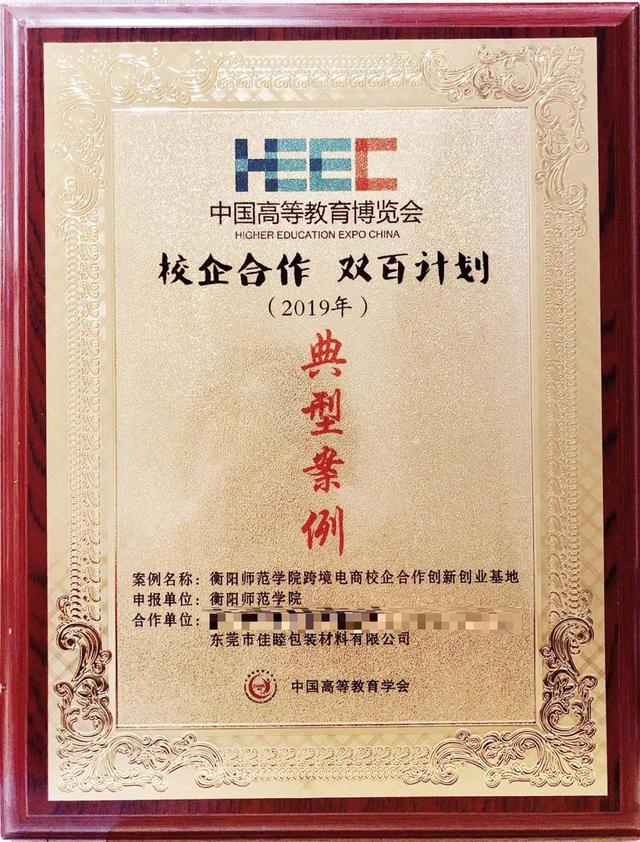 HEEC
中国高等教育博览会
HIGHER EDUCATION EXPO CHINA
校企合作 双百计划
（2019年）
典型案例
案例名称：衡阳师范学院跨境电商校企合作创新创业基地
申报单位：衡阳师范学院
合作单位：
东莞市佳睦包装材料有限公司
中国高等教育学会